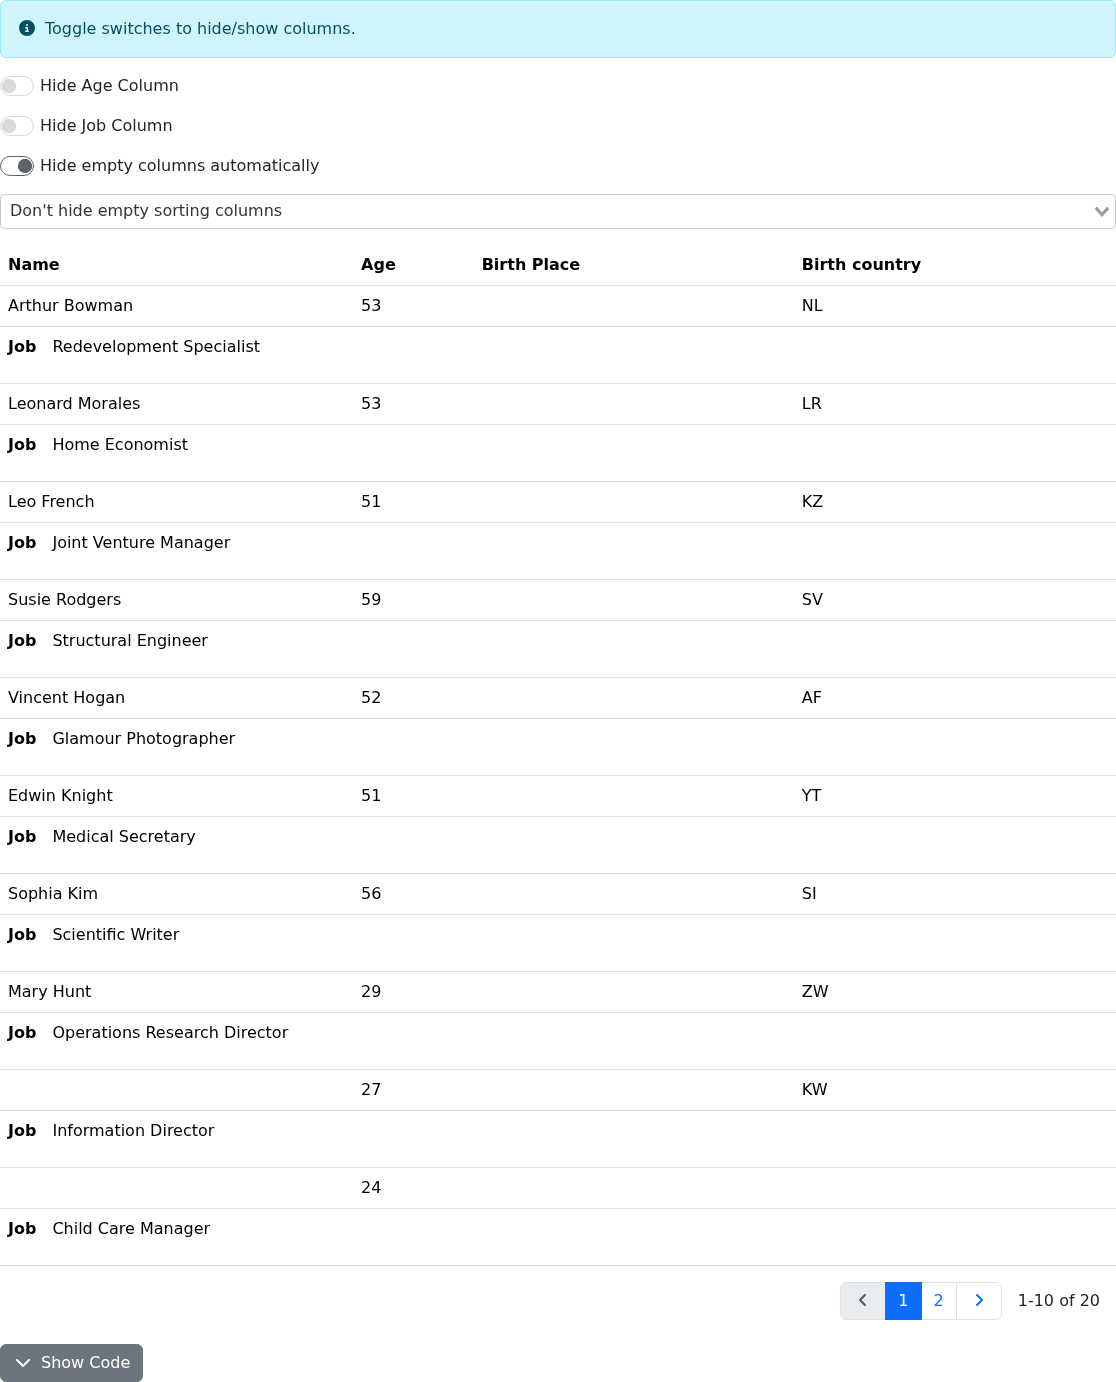 Toggle switches to hide/show columns.
Hide Age Column
Hide Job Column
Hide empty columns automatically
Don't hide empty sorting columns
Name Age Birth Place Birth country
Arthur Bowman 53 NL
Job Redevelopment Specialist
Leonard Morales 53 LR
Job Home Economist
Leo French 51 KZ
Job Joint Venture Manager
Susie Rodgers 59 SV
Job Structural Engineer
Vincent Hogan 52 AF
Job Glamour Photographer
Edwin Knight 51 YT
Job Medical Secretary
Sophia Kim 56 SI
Job Scientific Writer
Mary Hunt 29 ZW
Job Operations Research Director
27 KW
Job Information Director
24
Job Child Care Manager
1 2 1-10 of 20
Show Code